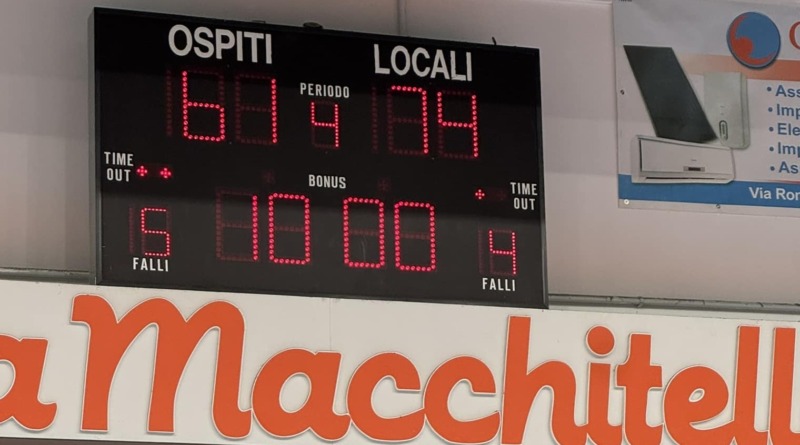 OSPITI LOCALI
61 PERIODO 74
4
TIME OUT BONUS TIME OUT
5 10 00 4
FALLI FALLI
Macchitell
Via Ro